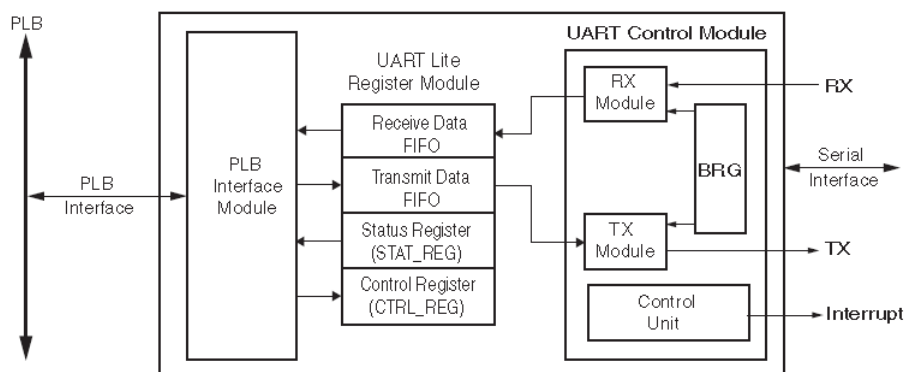 PLB
PLB
Interface
PLB
Interface
Module
UART Lite
Register Module
Receive Data
FIFO
Transmit Data
FIFO
Status Register
(STAT_REG)
Control Register
(CTRL_REG)
UART Control Module
RX
Module
BRG
TX
Module
Control
Unit
RX
Serial
Interface
TX
Interrupt